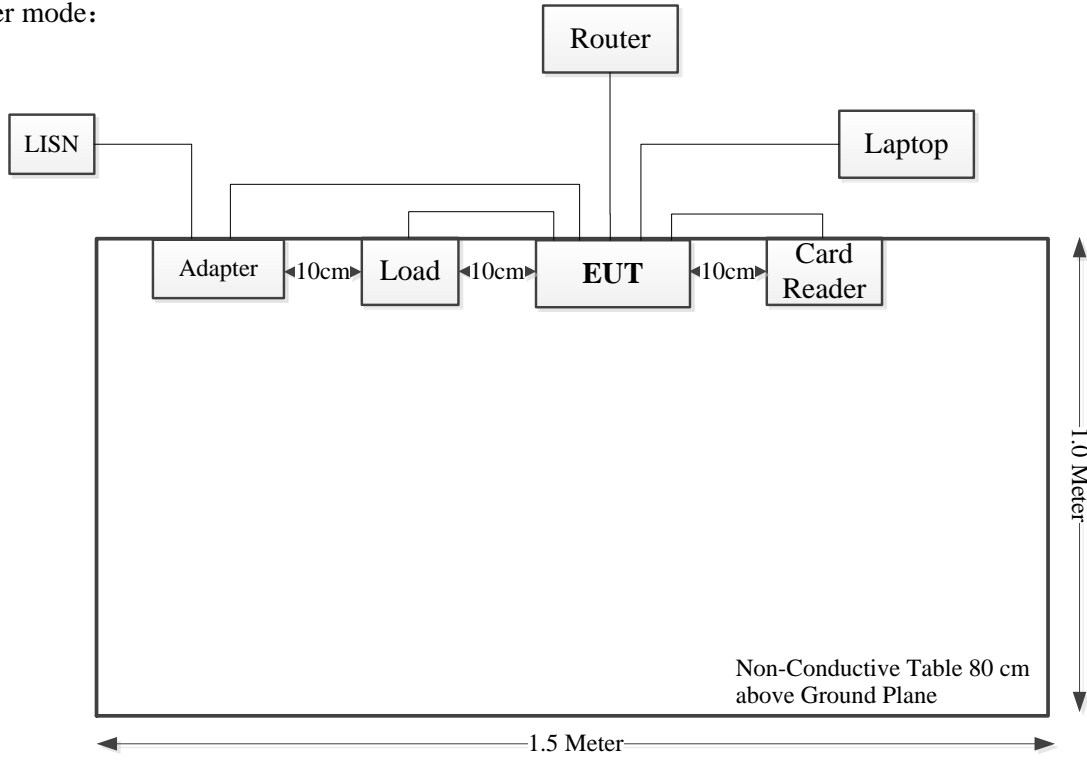 er mode：
Router
LISN
Laptop
Adapter
10cm
Load
10cm
EUT
10cm
Card
Reader
1.0 Meter
Non-Conductive Table 80 cm
above Ground Plane
1.5 Meter